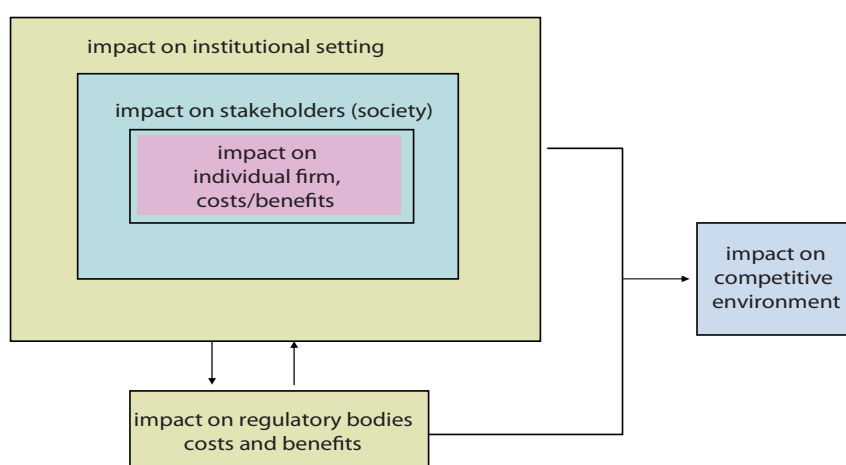 impact on institutional setting
impact on stakeholders (society)
impact on
individual firm,
costs/benefits
impact on
competitive
environment
impact on regulatory bodies
costs and benefits